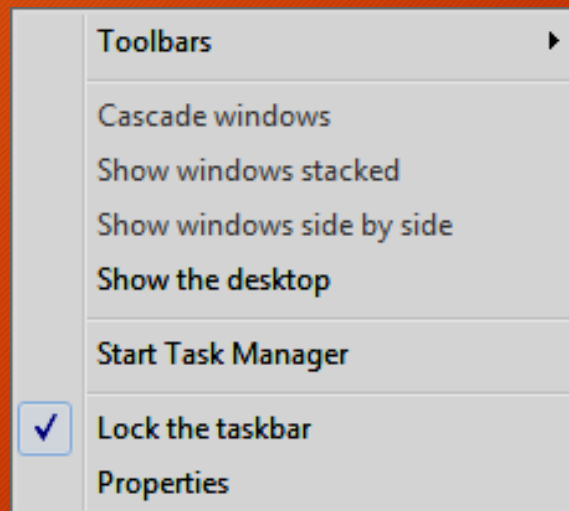 Toolbars
Cascade windows
Show windows stacked
Show windows side by side
Show the desktop
Start Task Manager
Lock the taskbar
Properties